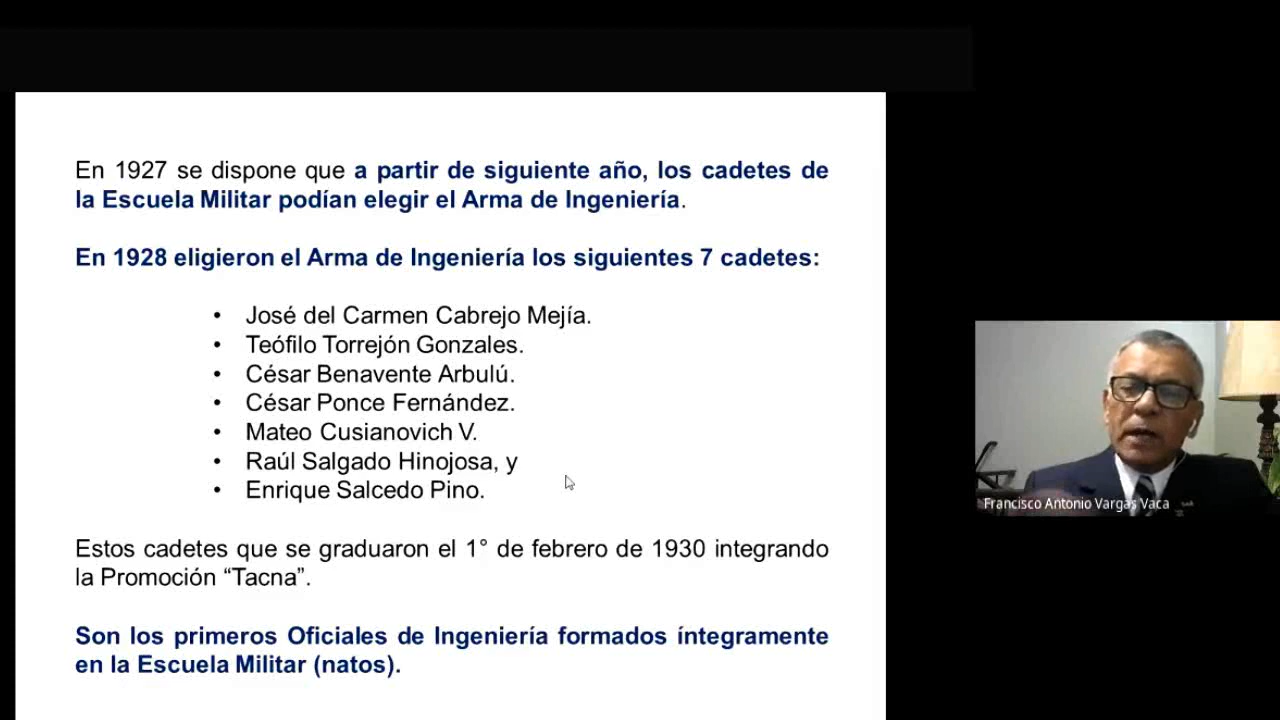 En 1927 se dispone que a partir de siguiente año, los cadetes de
la Escuela Militar podían elegir el Arma de Ingeniería.
En 1928 eligieron el Arma de Ingeniería los siguientes 7 cadetes:
• José del Carmen Cabrejo Mejía.
• Teófilo Torrejón Gonzales.
• César Benavente Arbulú.
• César Ponce Fernández.
• Mateo Cusianovich V.
• Raúl Salgado Hinojosa, y
• Enrique Salcedo Pino.
Estos cadetes que se graduaron el 1° de febrero de 1930 integrando
la Promoción “Tacna”.
Son los primeros Oficiales de Ingeniería formados íntegramente
en la Escuela Militar (natos).
Francisco Antonio Vargas Vaca